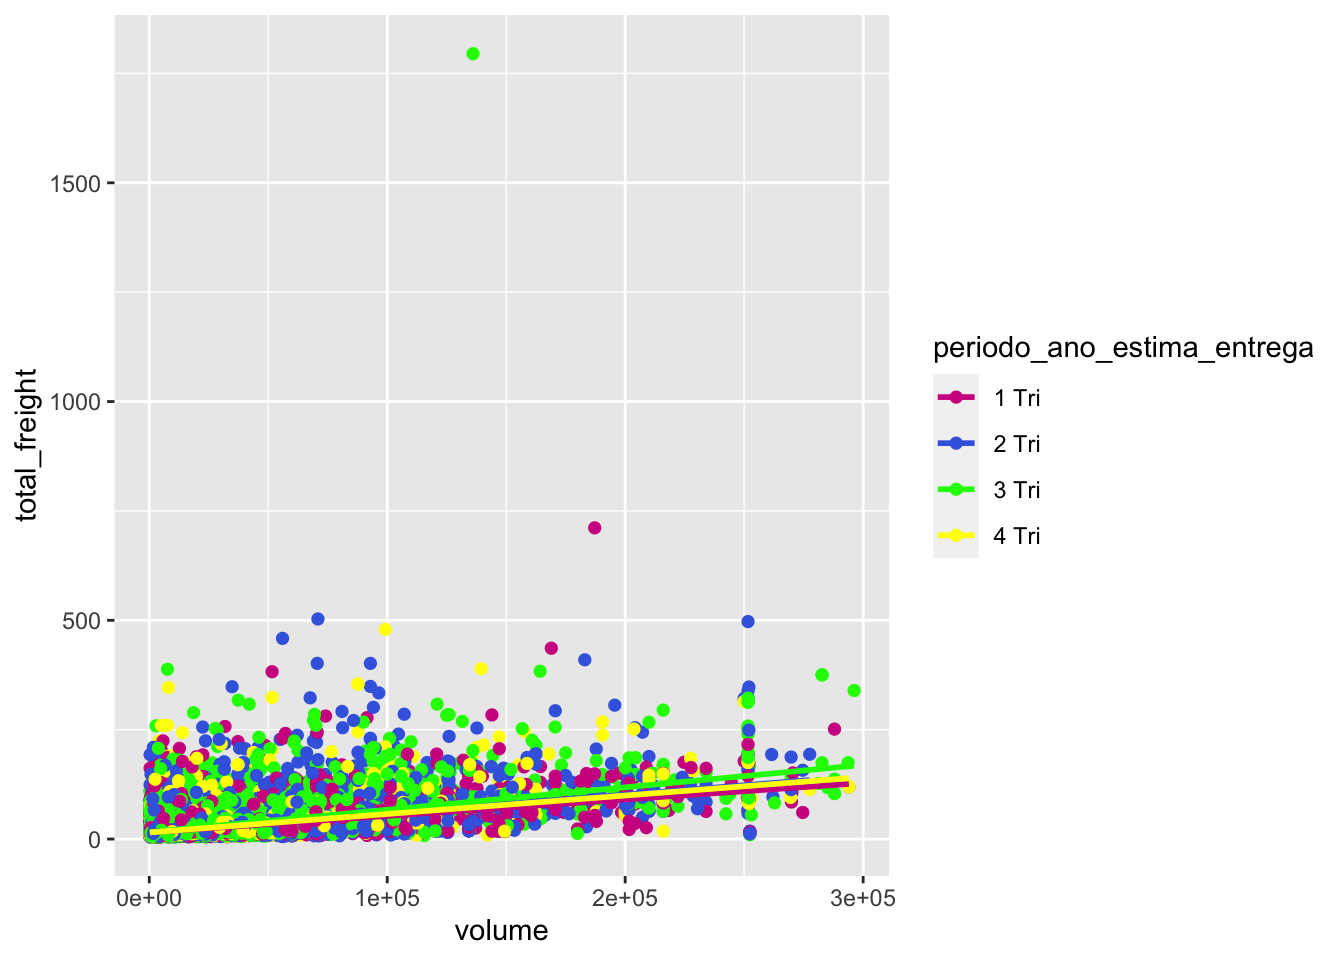 total_freight
1500
1000
500
0
0e+00
1e+05
2e+05
3e+05
volume
periodo_ano_estima_entrega
1 Tri
2 Tri
3 Tri
4 Tri